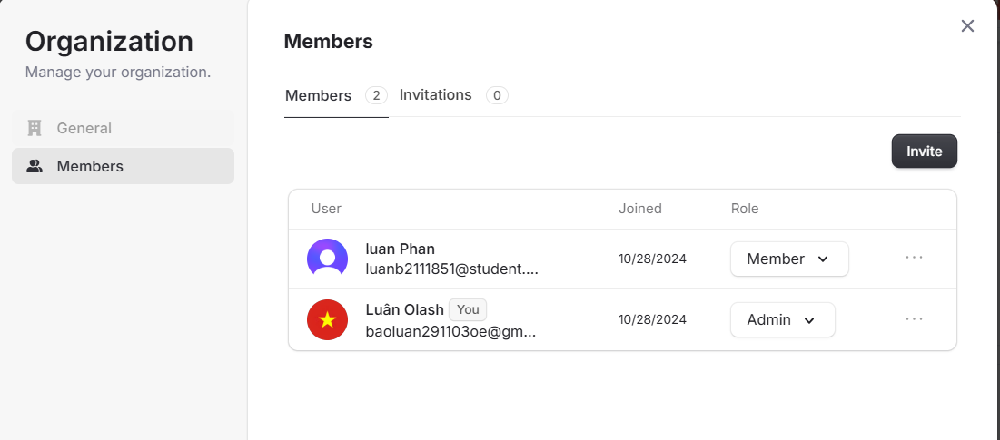 Organization
Manage your organization.
General
Members
Members
Members 2 Invitations 0
Invite
User Joined Role
luan Phan
luanb2111851@student.... 10/28/2024 Member ...
Luân Olash You
baoluan291103oe@gm... 10/28/2024 Admin ...